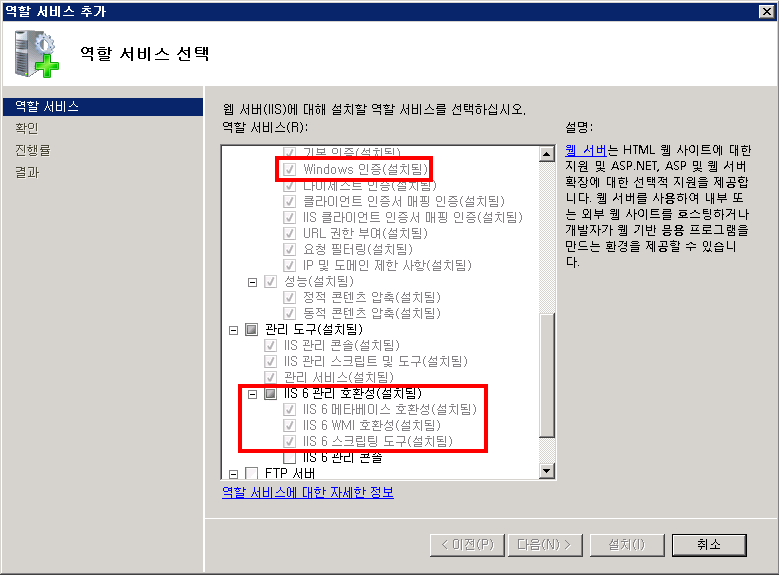 역할 서비스 추가
역할 서비스 선택
역할 서비스
확인
진행률
결과
웹 서버(IIS)에 대해 설치할 역할 서비스를 선택하십시오.
역할 서비스(R):
기본 인증(설치됨)
Windows 인증(설치됨)
다이제스트 인증(설치됨)
클라이언트 인증서 매핑 인증(설치됨)
IIS 클라이언트 인증서 매핑 인증(설치됨)
URL 권한 부여(설치됨)
요청 필터링(설치됨)
IP 및 도메인 제한 사항(설치됨)
성능(설치됨)
정적 콘텐츠 압축(설치됨)
동적 콘텐츠 압축(설치됨)
관리 도구(설치됨)
IIS 관리 콘솔(설치됨)
IIS 관리 스크립트 및 도구(설치됨)
관리 서비스(설치됨)
IIS 6 관리 호환성(설치됨)
IIS 6 메타베이스 호환성(설치됨)
IIS 6 WMI 호환성(설치됨)
IIS 6 스크립팅 도구(설치됨)
IIS 6 관리 콘솔
FTP 서버
역할 서비스에 대한 자세한 정보
설명:
웹 서버는 HTML 웹 사이트에 대한
지원 및 ASP.NET, ASP 및 웹 서버
확장에 대한 선택적 지원을 제공합
니다. 웹 서버를 사용하여 내부 또
는 외부 웹 사이트를 호스팅하거나
개발자가 웹 기반 응용 프로그램을
만드는 환경을 제공할 수 있습니
다.
< 이전(P)
다음(N) >
설치(I)
취소